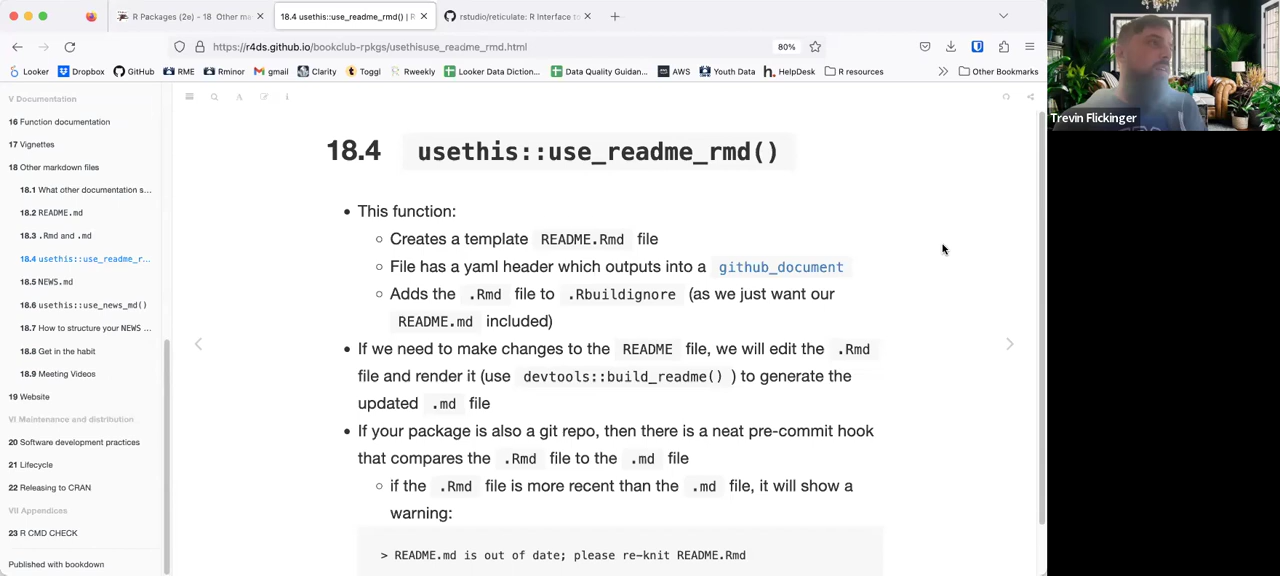 R Packages (2e) - 18 Other ma
18.4 usethis::use_readme_rmd() | R
rstudio/reticulate: R Interface to
https://r4ds.github.io/bookclub-rpkgs/usethisuse_readme_rmd.html
80%
Looker
Dropbox
GitHub
RME
Rminor
gmail
Clarity
Toggl
Rweekly
Looker Data Diction...
Data Quality Guidan...
AWS
Youth Data
HelpDesk
R resources
Other Bookmarks
Trevin Flickinger
V Documentation
16 Function documentation
17 Vignettes
18 Other markdown files
18.1 What other documentation s...
18.2 README.md
18.3 .Rmd and .md
18.4 usethis::use_readme_r...
18.5 NEWS.md
18.6 usethis::use_news_md()
18.7 How to structure your NEWS ...
18.8 Get in the habit
18.9 Meeting Videos
19 Website
VI Maintenance and distribution
20 Software development practices
21 Lifecycle
22 Releasing to CRAN
VII Appendices
23 R CMD CHECK
Published with bookdown
18.4 usethis::use_readme_rmd()
• This function:
◦ Creates a template README.Rmd file
◦ File has a yaml header which outputs into a github_document
◦ Adds the .Rmd file to .Rbuildignore (as we just want our
README.md included)
• If we need to make changes to the README file, we will edit the .Rmd
file and render it (use devtools::build_readme() ) to generate the
updated .md file
• If your package is also a git repo, then there is a neat pre-commit hook
that compares the .Rmd file to the .md file
◦ if the .Rmd file is more recent than the .md file, it will show a
warning:
> README.md is out of date; please re-knit README.Rmd